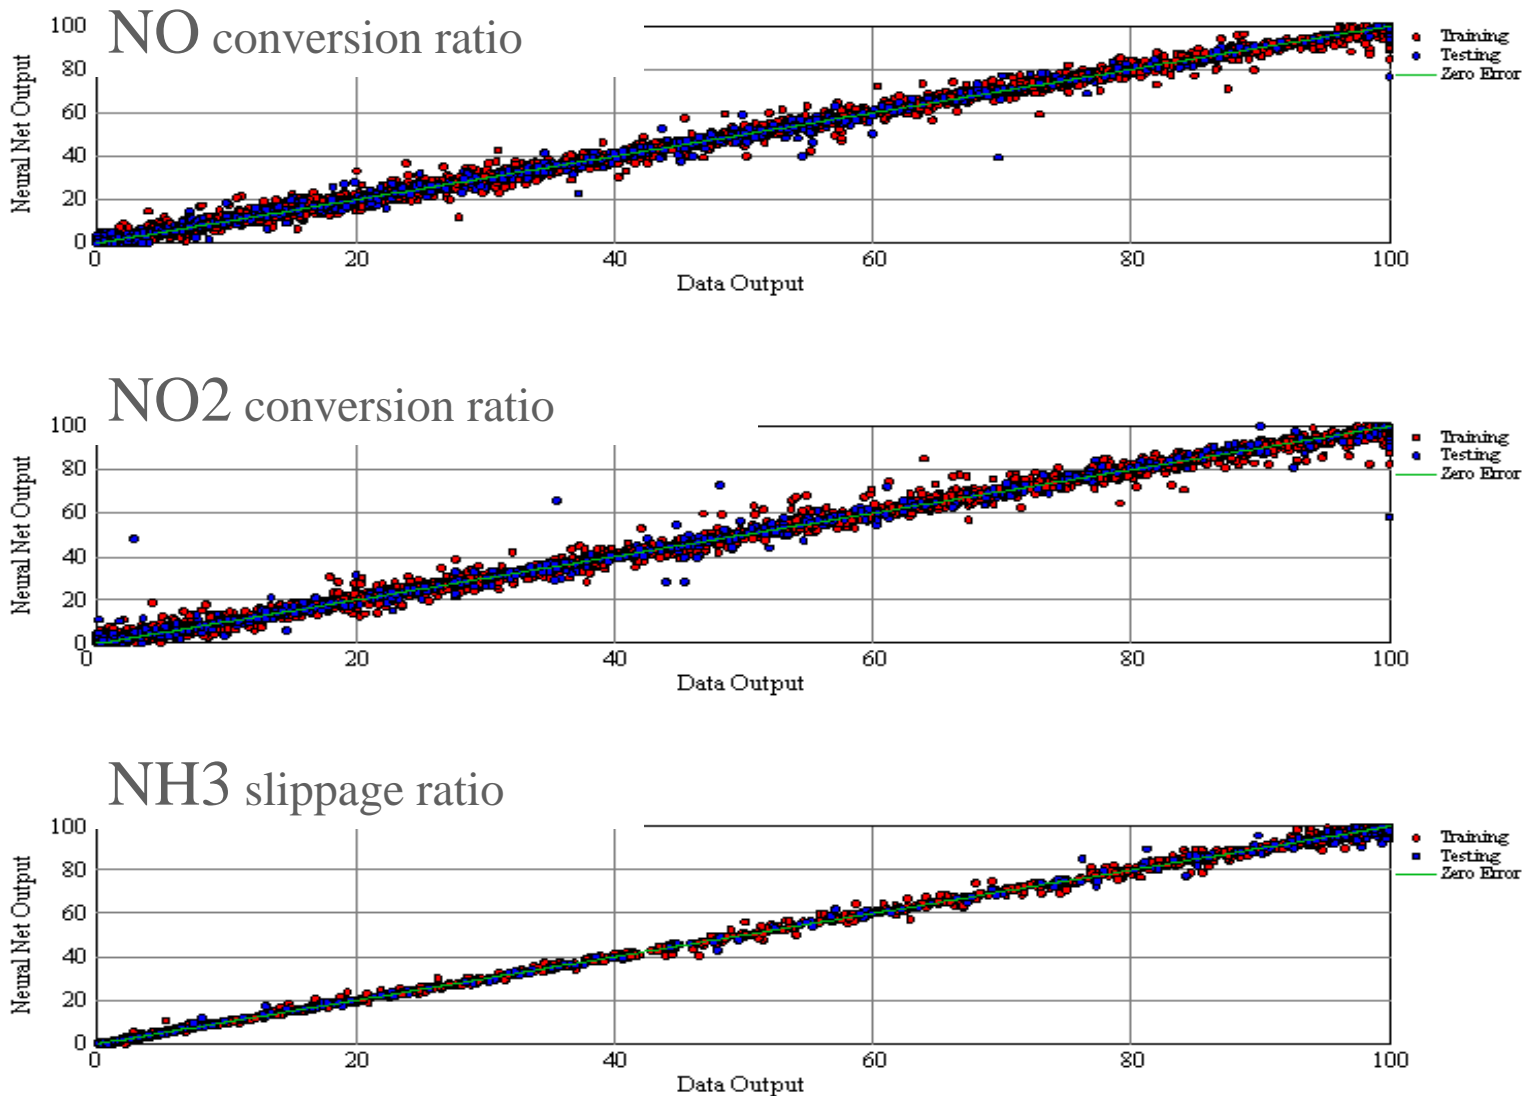 NO conversion ratio
100
80
60
40
20
0
Neural Net Output
0 20 40 60 80 100
Data Output
Training
Testing
Zero Error
NO2 conversion ratio
100
80
60
40
20
0
Neural Net Output
0 20 40 60 80 100
Data Output
Training
Testing
Zero Error
NH3 slippage ratio
100
80
60
40
20
0
Neural Net Output
0 20 40 60 80 100
Data Output
Training
Testing
Zero Error